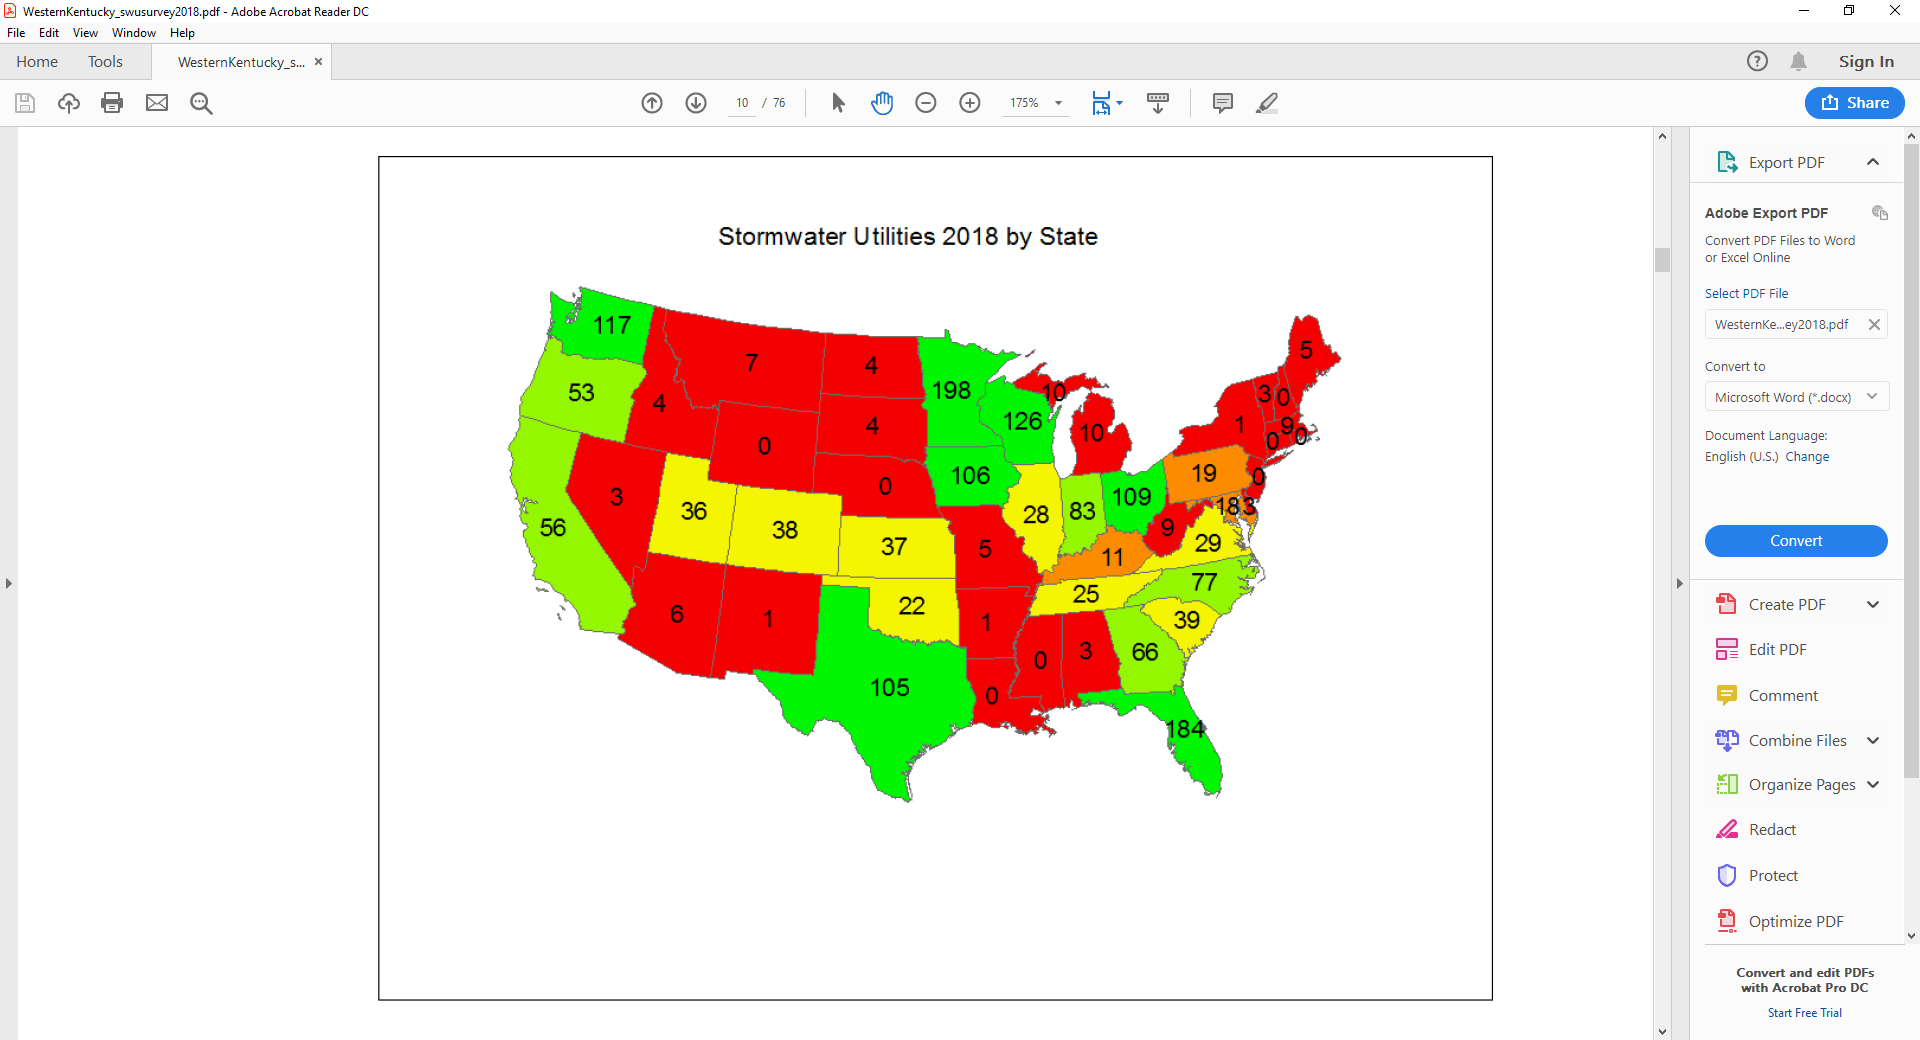 WesternKentucky_swusurvey2018.pdf - Adobe Acrobat Reader DC
File Edit View Window Help
Home Tools WesternKentucky_s... ×
Sign In
10 / 76
175%
Share
Stormwater Utilities 2018 by State
117
7
4
53
4
198
10
5
3
0
126
10
1
9
0
0
0
4
0
106
109
19
0
3
36
38
0
28
83
18
3
56
37
5
11
9
29
6
1
22
1
25
77
39
0
3
66
105
0
184
Export PDF
Adobe Export PDF
Convert PDF Files to Word
or Excel Online
Select PDF File
WesternKe...ey2018.pdf
Convert to
Microsoft Word (*.docx)
Document Language:
English (U.S.) Change
Convert
Create PDF
Edit PDF
Comment
Combine Files
Organize Pages
Redact
Protect
Optimize PDF
Convert and edit PDFs
with Acrobat Pro DC
Start Free Trial